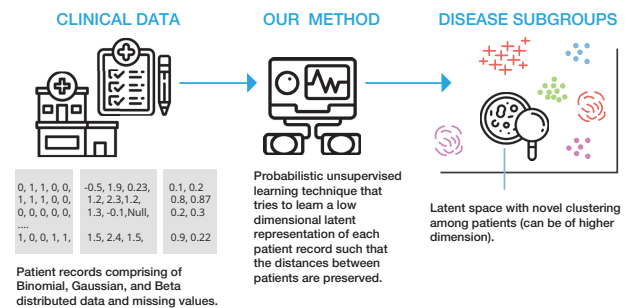 CLINICAL DATA
OUR METHOD
DISEASE SUBGROUPS
0, 1, 1, 0, 0,
1, 1, 1, 0, 0,
0, 0, 0, 0, 0,
....
1, 0, 0, 1, 1,
-0.5, 1.9, 0.23,
1.2, 2.3,1.2,
1.3, -0.1,Null,
1.5, 2.4, 1.5,
0.1, 0.2
0.8, 0.87
0.2, 0.3
0.9, 0.22
Patient records comprising of
Binomial, Gaussian, and Beta
distributed data and missing values.
Probabilistic unsupervised
learning technique that
tries to learn a low
dimensional latent
representation of each
patient record such that
the distances between
patients are preserved.
Latent space with novel clustering
among patients (can be of higher
dimension).